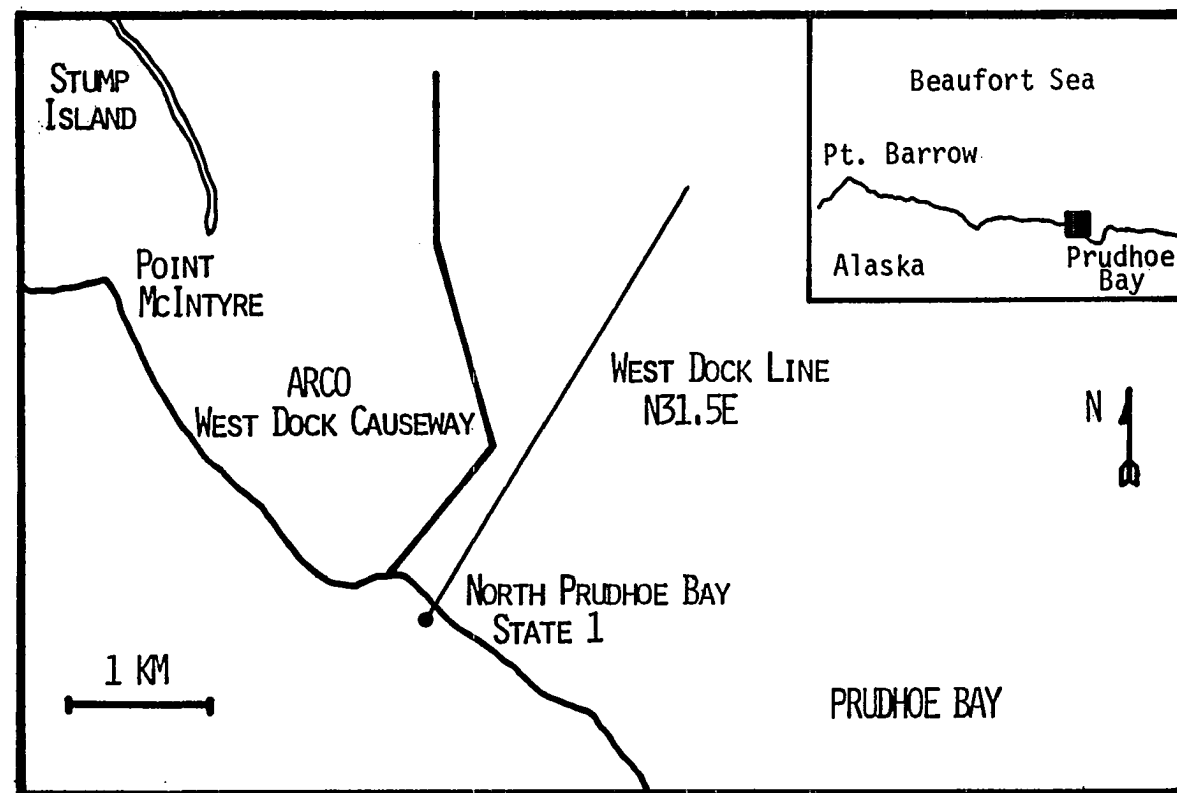 STUMP
ISLAND
POINT
MCINTYRE
ARCO
WEST DOCK CAUSEWAY
WEST DOCK LINE
N31.5E
NORTH PRUDHOE BAY
STATE 1
1 KM
PRUDHOE BAY
N
Beaufort Sea
Pt. Barrow
Alaska
Prudhoe
Bay